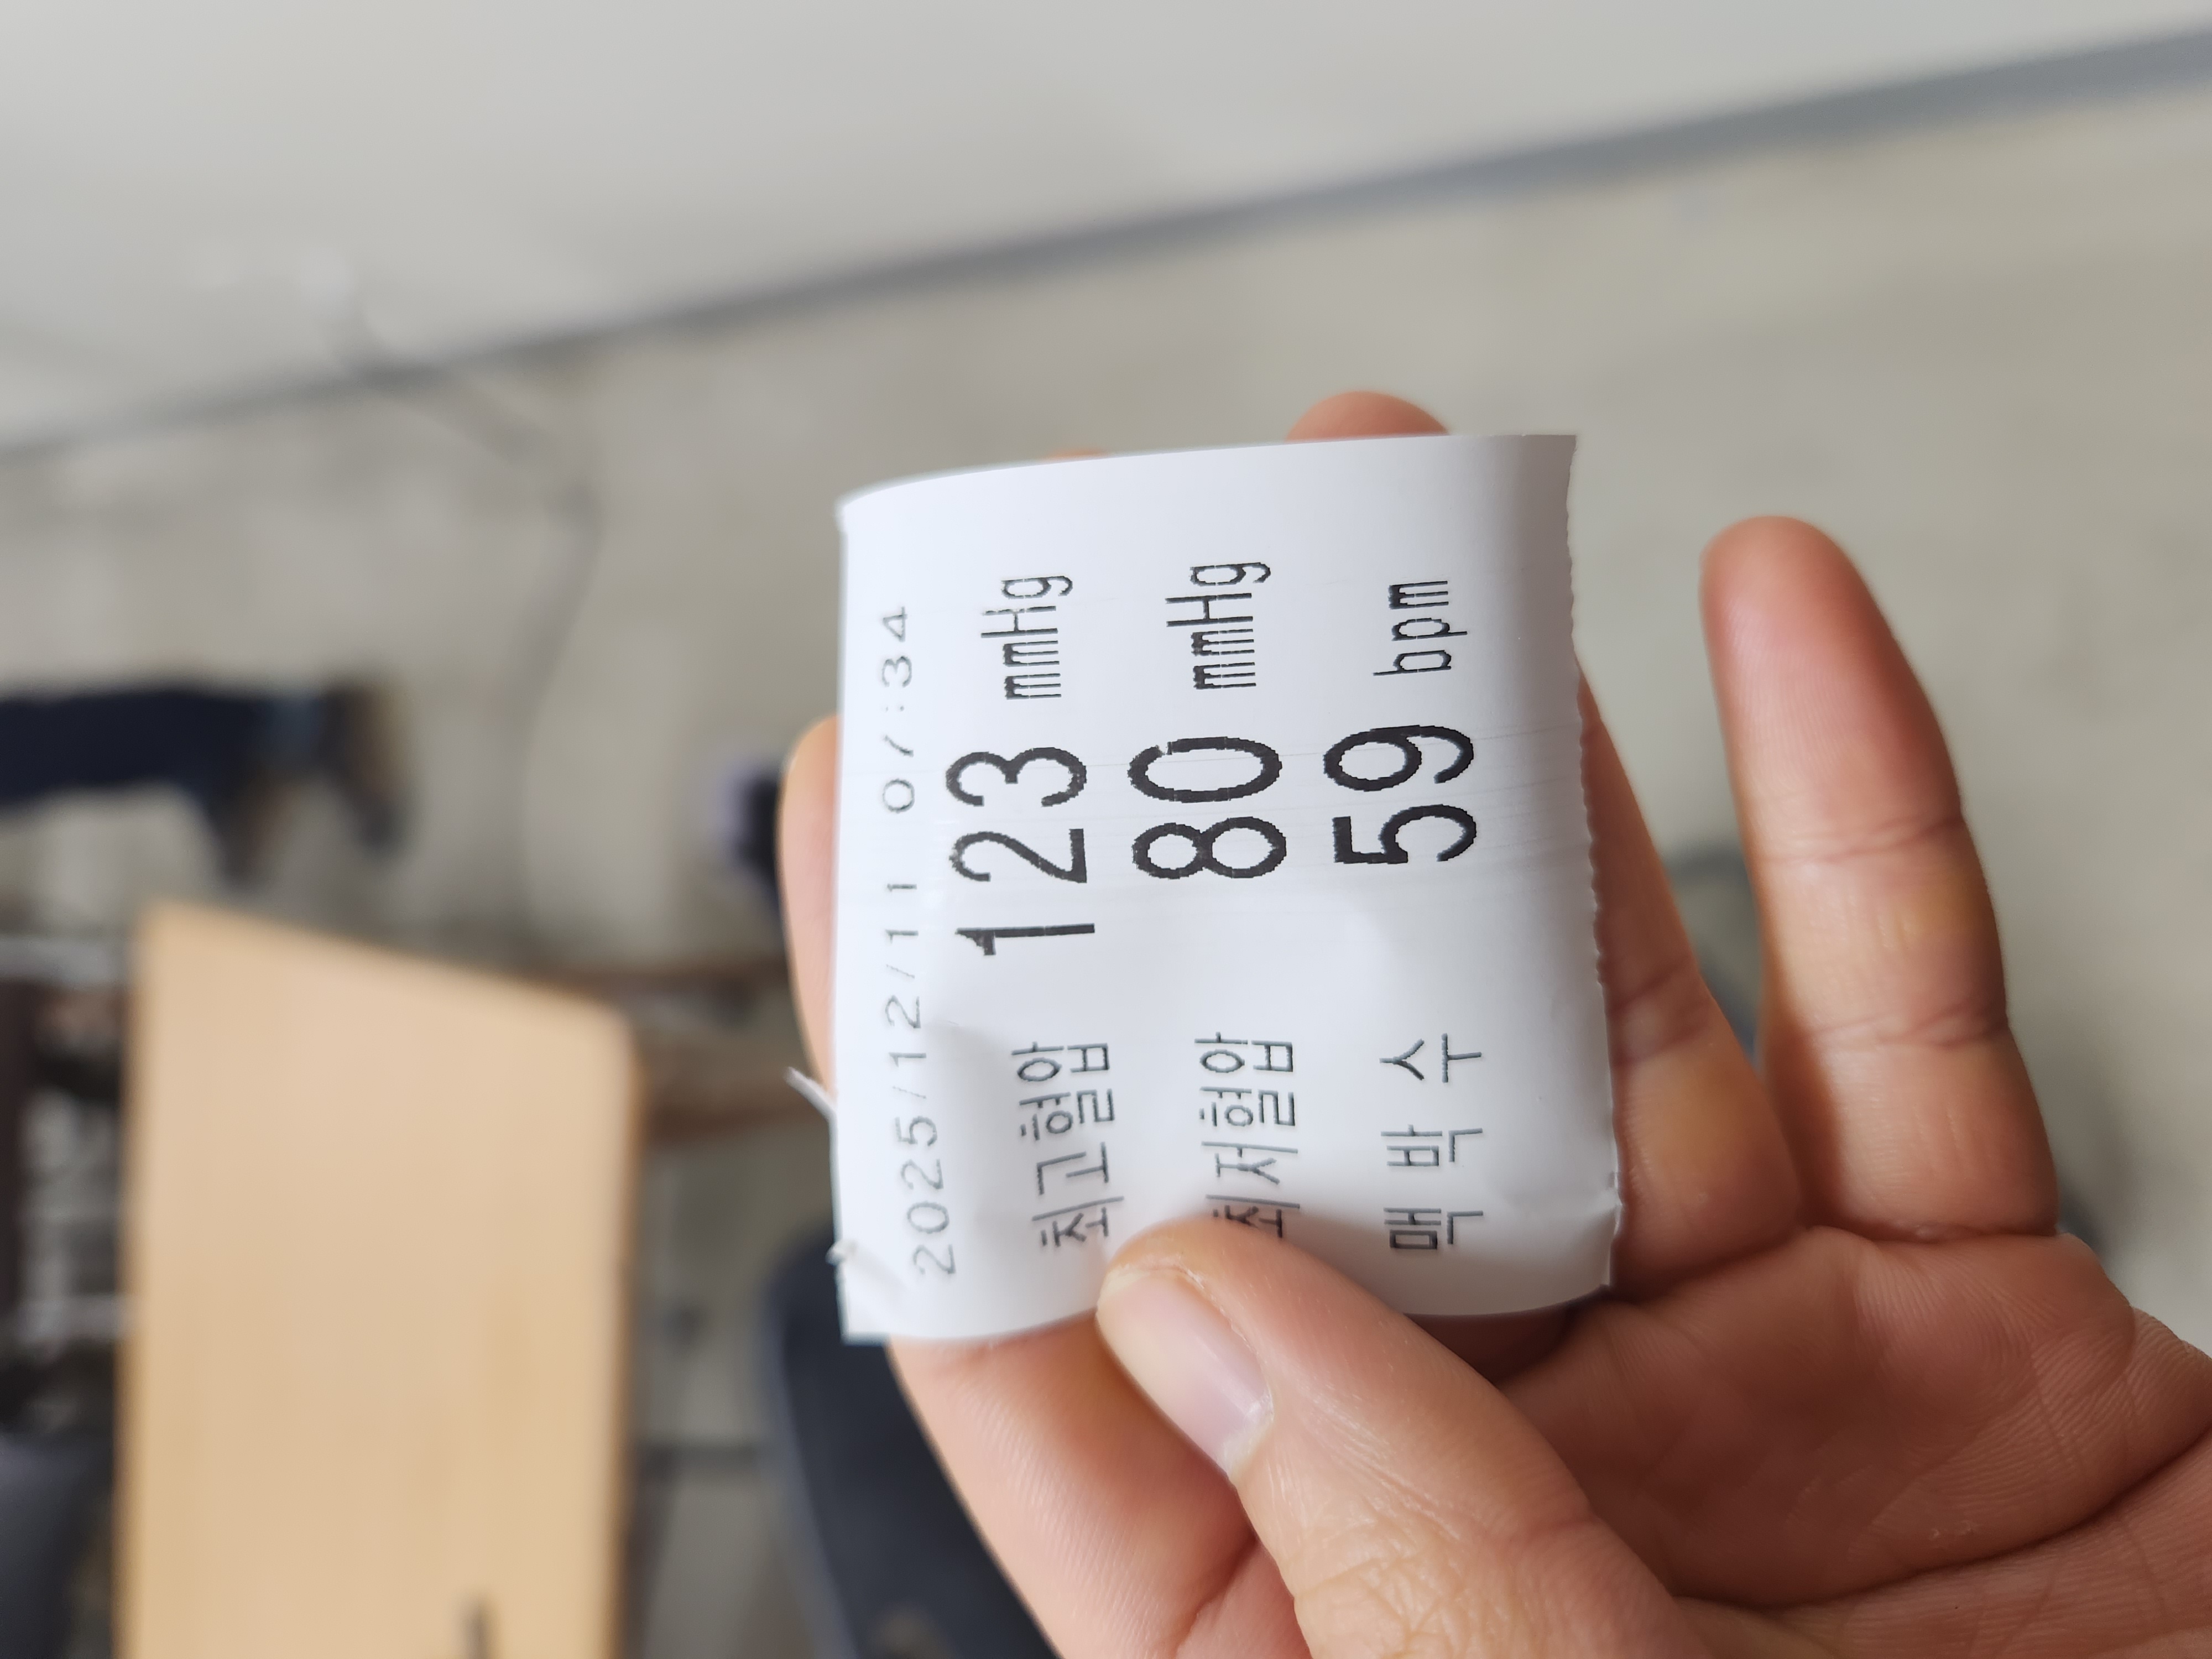 2025/12/11 07:34
최고혈압 123 mmHg
최저혈압 80 mmHg
맥박수 59 bpm